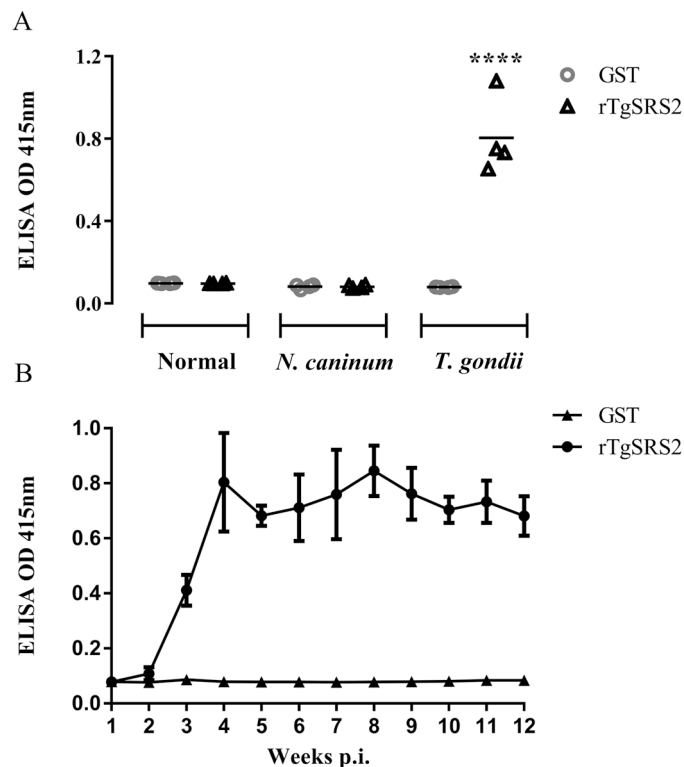 A
ELISA OD 415nm
1.2
0.8
0.4
0.0
****
GST
rTgSRS2
Normal
N. caninum
T. gondii
B
ELISA OD 415nm
1.0
0.8
0.6
0.4
0.2
0.0
GST
rTgSRS2
1 2 3 4 5 6 7 8 9 10 11 12
Weeks p.i.